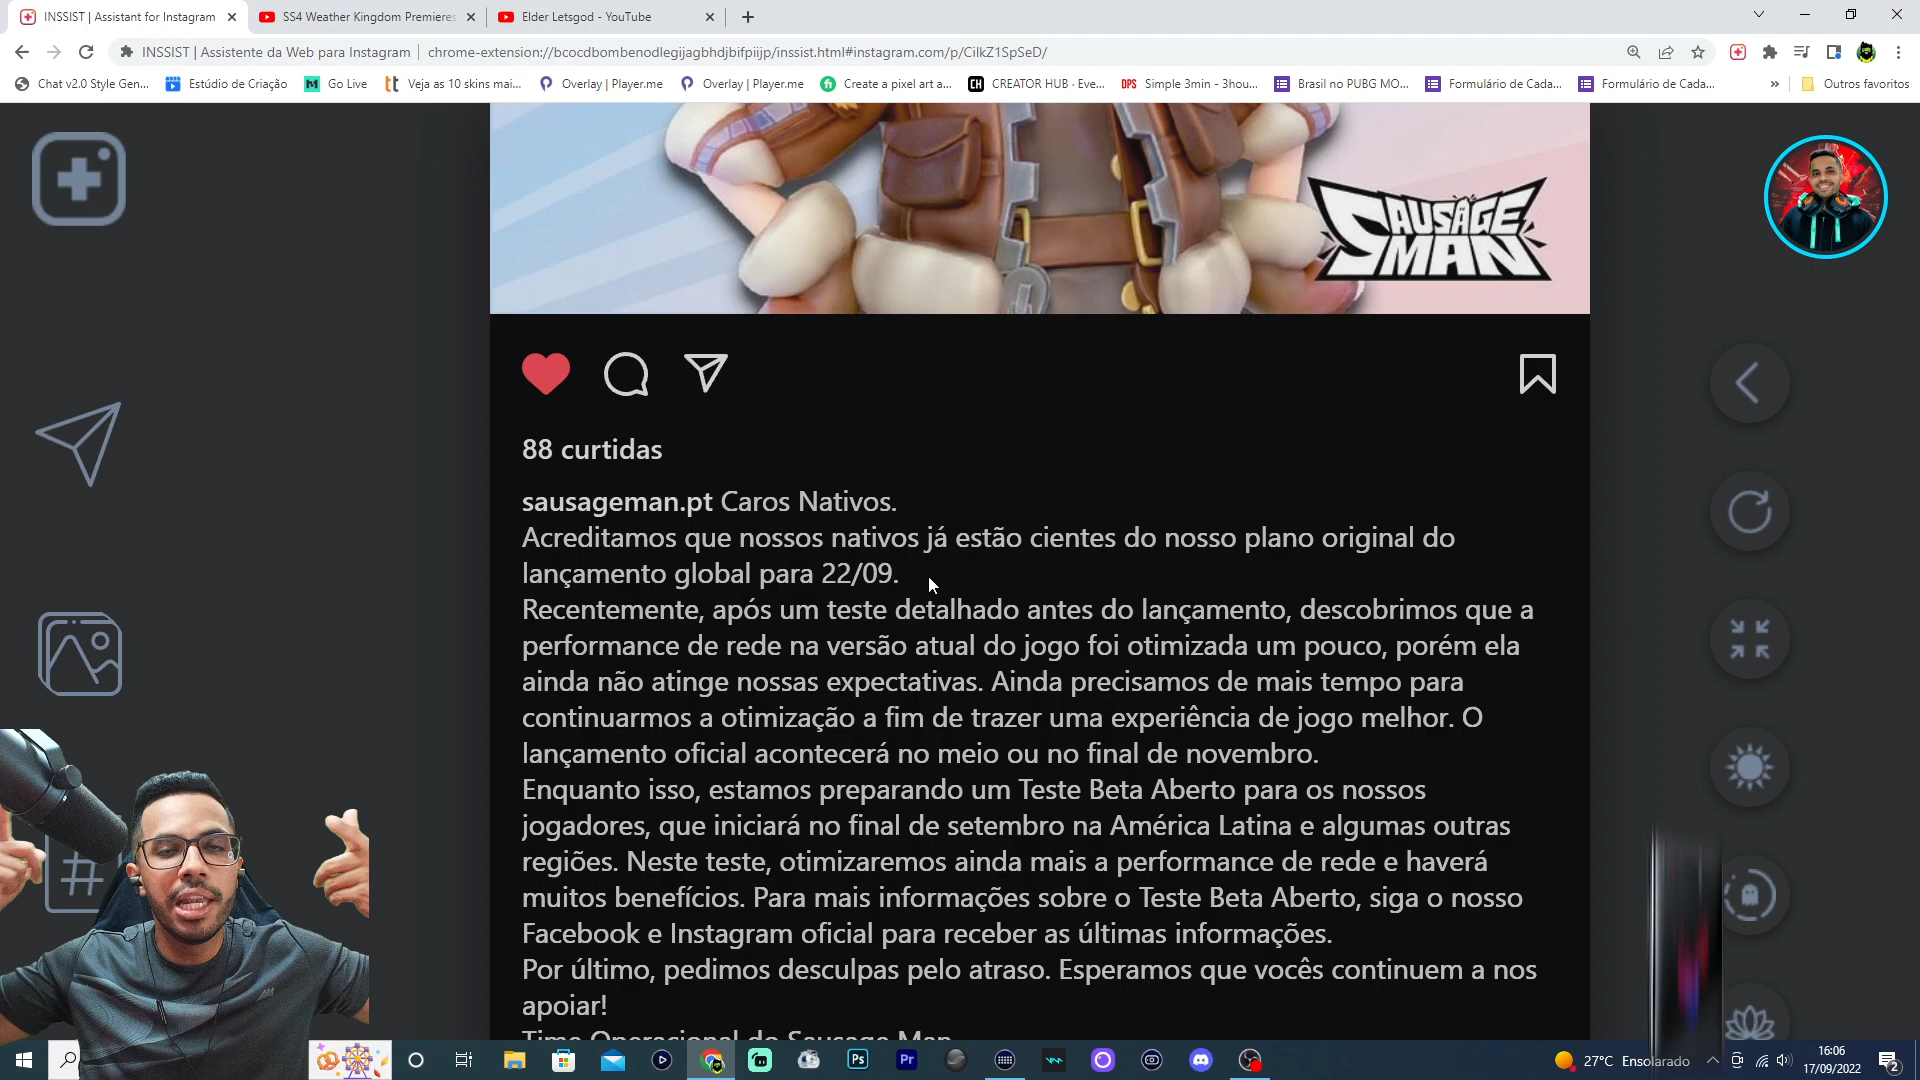 INSSIST | Assistant for Instagram
SS4 Weather Kingdom Premieres
Elder Letsgod - YouTube
INSSIST | Assistente da Web para Instagram
chrome-extension://bcocdbombenodlegijagbhdjbifpiijp/inssist.html#instagram.com/p/CilkZ1SpSeD/
Chat v2.0 Style Gen...
Estúdio de Criação
Go Live
Veja as 10 skins mai...
Overlay | Player.me
Overlay | Player.me
Create a pixel art a...
CREATOR HUB · Eve...
Simple 3min - 3hou...
Brasil no PUBG MO...
Formulário de Cada...
Formulário de Cada...
Outros favoritos
SAUSAGE
MAN
88 curtidas
sausageman.pt Caros Nativos.
Acreditamos que nossos nativos já estão cientes do nosso plano original do
lançamento global para 22/09.
Recentemente, após um teste detalhado antes do lançamento, descobrimos que a
performance de rede na versão atual do jogo foi otimizada um pouco, porém ela
ainda não atinge nossas expectativas. Ainda precisamos de mais tempo para
continuarmos a otimização a fim de trazer uma experiência de jogo melhor. O
lançamento oficial acontecerá no meio ou no final de novembro.
Enquanto isso, estamos preparando um Teste Beta Aberto para os nossos
jogadores, que iniciará no final de setembro na América Latina e algumas outras
regiões. Neste teste, otimizaremos ainda mais a performance de rede e haverá
muitos benefícios. Para mais informações sobre o Teste Beta Aberto, siga o nosso
Facebook e Instagram oficial para receber as últimas informações.
Por último, pedimos desculpas pelo atraso. Esperamos que vocês continuem a nos
apoiar!
Time Operacional do Sausage Man
27°C Ensolarado
16:06
17/09/2022
2